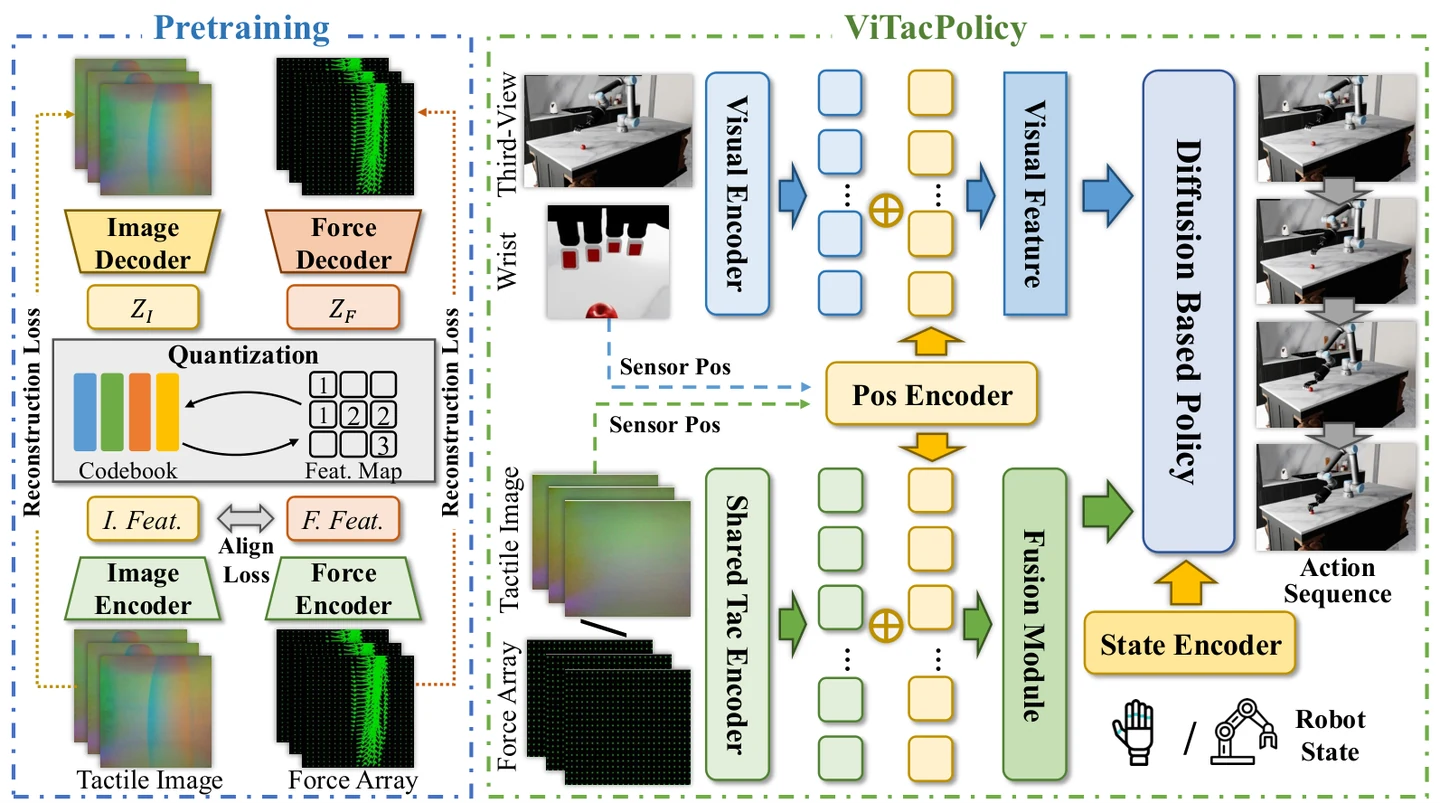 Pretraining
Image
Decoder
Force
Decoder
Z_I
Z_F
Reconstruction Loss
Quantization
1
1 2 2
3
Codebook
Feat. Map
Reconstruction Loss
I. Feat.
F. Feat.
Align
Loss
Image
Encoder
Force
Encoder
Tactile Image
Force Array
ViTacPolicy
Third-View
Wrist
Visual Encoder
Visual Feature
Sensor Pos
Sensor Pos
Pos Encoder
Tactile Image
Force Array
Shared Tac Encoder
Fusion Module
Diffusion Based Policy
Action
Sequence
State Encoder
/
Robot
State